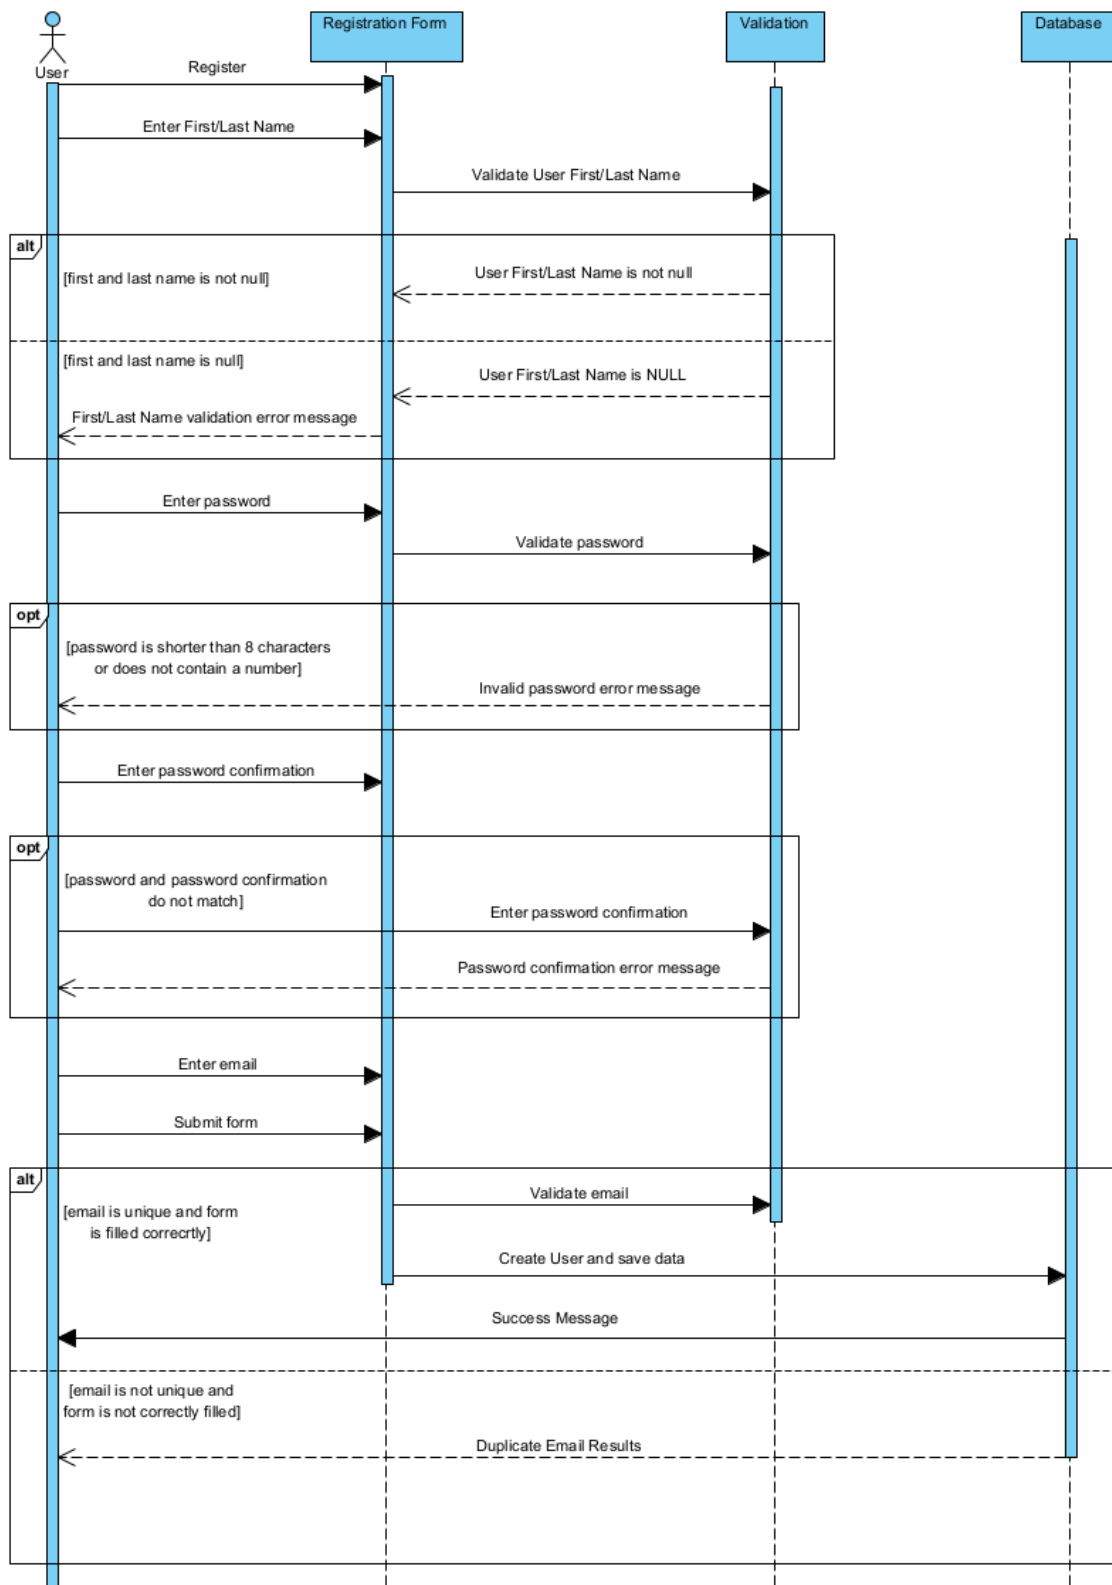 Registration Form
Validation
Database
User
Register
Enter First/Last Name
Validate User First/Last Name
alt
[first and last name is not null]
User First/Last Name is not null
[first and last name is null]
User First/Last Name is NULL
First/Last Name validation error message
Enter password
Validate password
opt
[password is shorter than 8 characters
or does not contain a number]
Invalid password error message
Enter password confirmation
opt
[password and password confirmation
do not match]
Enter password confirmation
Password confirmation error message
Enter email
Submit form
alt
Validate email
[email is unique and form
is filled correcrtly]
Create User and save data
Success Message
[email is not unique and
form is not correctly filled]
Duplicate Email Results